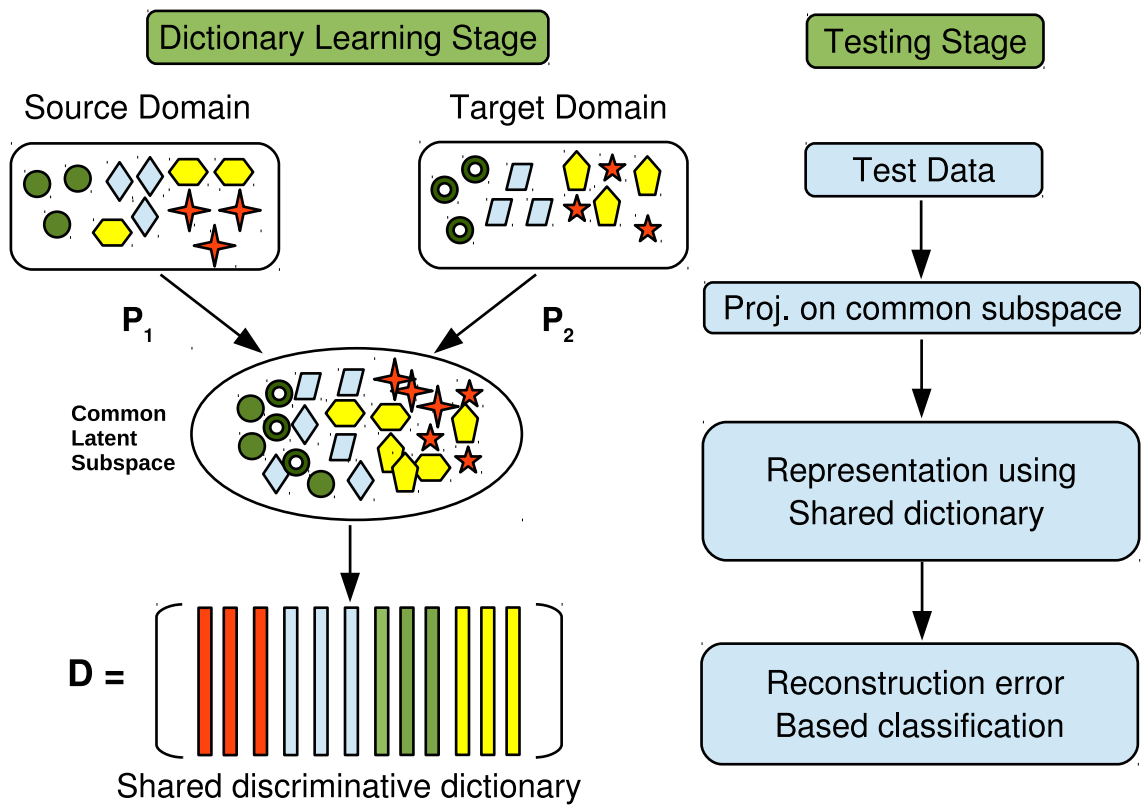 Dictionary Learning Stage
Source Domain
Target Domain
P1
P2
Common
Latent
Subspace
D =
Shared discriminative dictionary
Testing Stage
Test Data
Proj. on common subspace
Representation using
Shared dictionary
Reconstruction error
Based classification